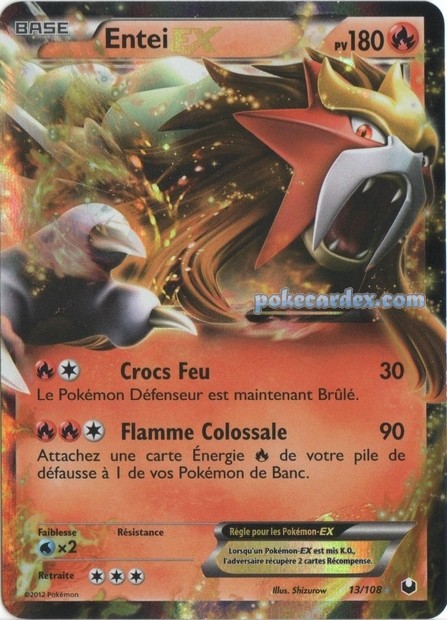 BASE
Entei EX
PV180
pokecardex.com
Crocs Feu 30
Le Pokémon Défenseur est maintenant Brûlé.
Flamme Colossale 90
Attachez une carte Énergie de votre pile de
défausse à 1 de vos Pokémon de Banc.
Faiblesse Résistance
×2
Règle pour les Pokémon-EX
Lorsqu'un Pokémon-EX est mis K.O.,
l'adversaire récupère 2 cartes Récompense.
Retraite
©2012 Pokémon
Illus. Shizurow
13/108